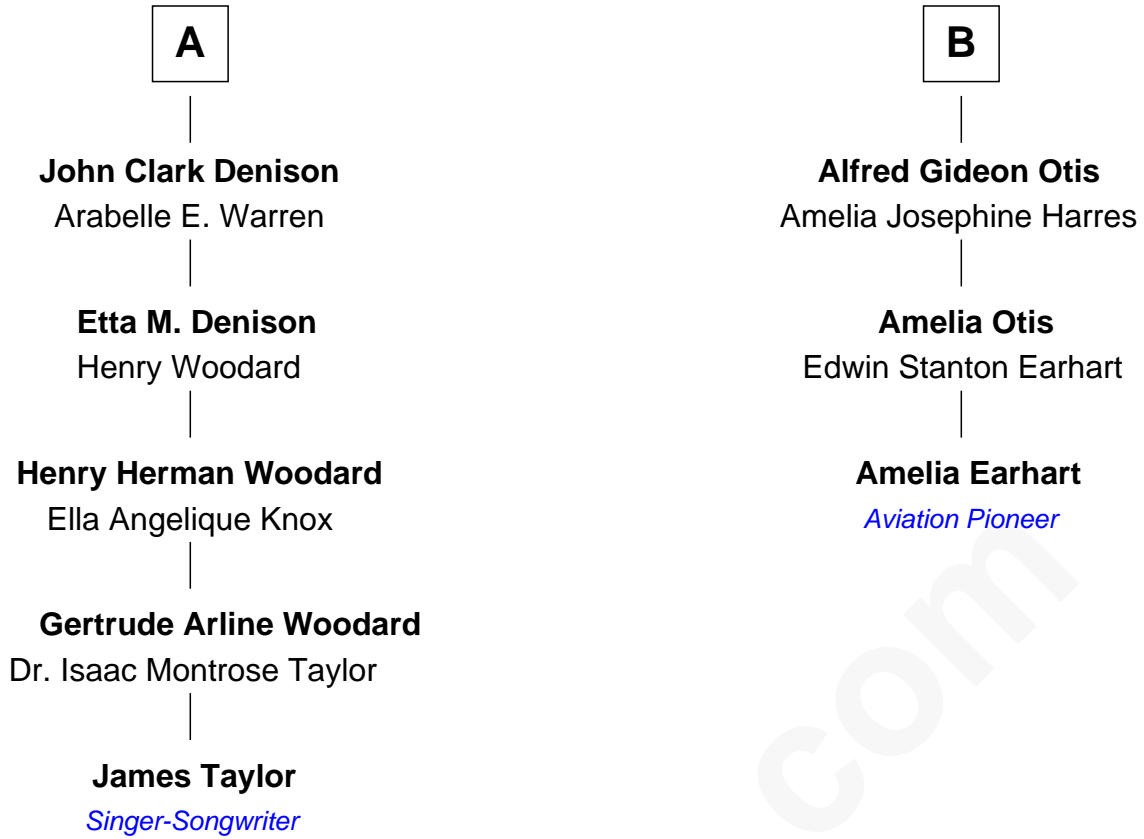 A
John Clark Denison
Arabelle E. Warren
Etta M. Denison
Henry Woodard
Henry Herman Woodard
Ella Angelique Knox
Gertrude Arline Woodard
Dr. Isaac Montrose Taylor
James Taylor
Singer-Songwriter
B
Alfred Gideon Otis
Amelia Josephine Harres
Amelia Otis
Edwin Stanton Earhart
Amelia Earhart
Aviation Pioneer
com